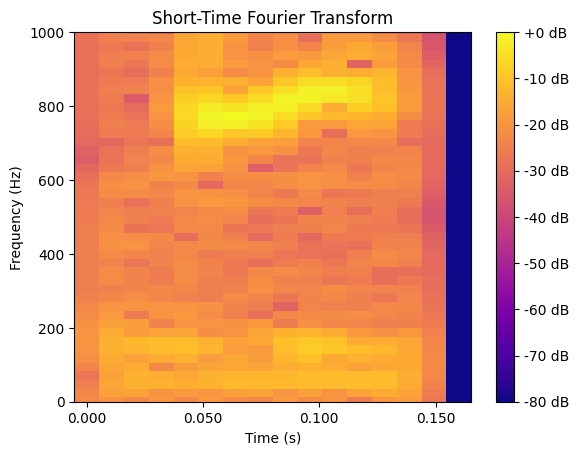 Short-Time Fourier Transform
1000
800
600
400
200
0
Frequency (Hz)
0.000
0.050
0.100
0.150
Time (s)
+0 dB
-10 dB
-20 dB
-30 dB
-40 dB
-50 dB
-60 dB
-70 dB
-80 dB